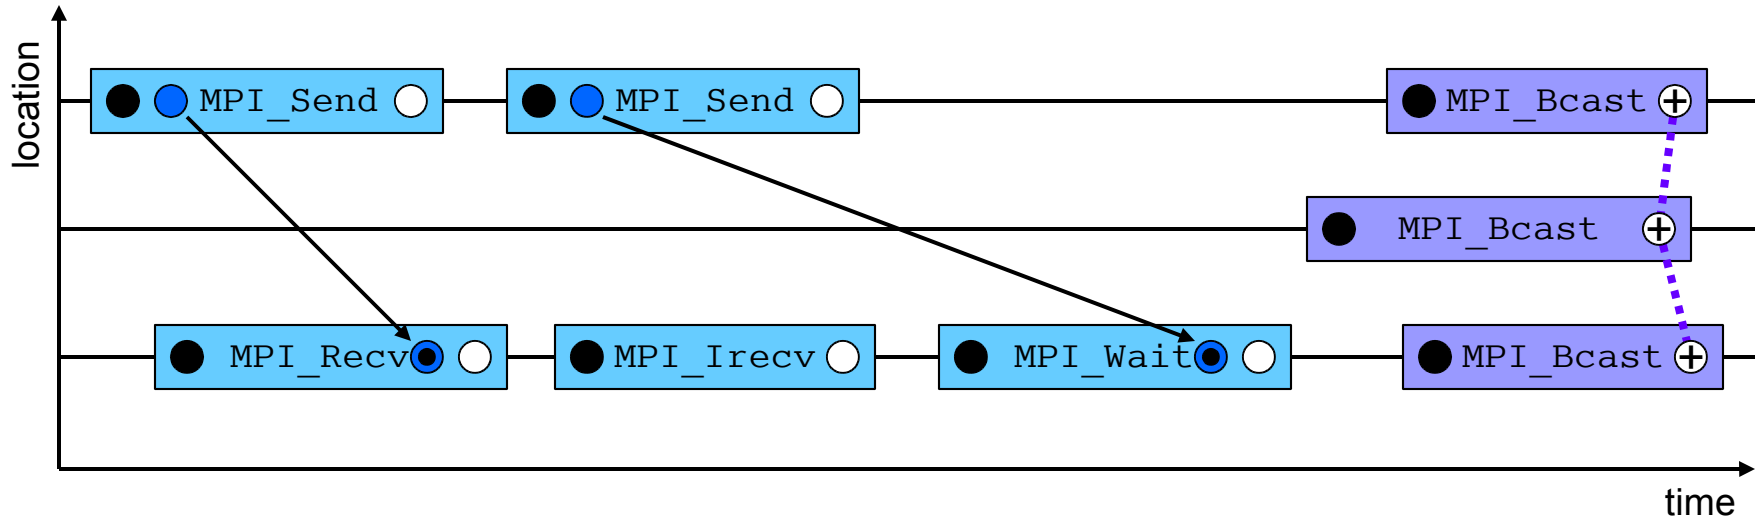 location
MPI_Send
MPI_Send
MPI_Bcast
MPI_Bcast
MPI_Recv
MPI_Irecv
MPI_Wait
MPI_Bcast
time